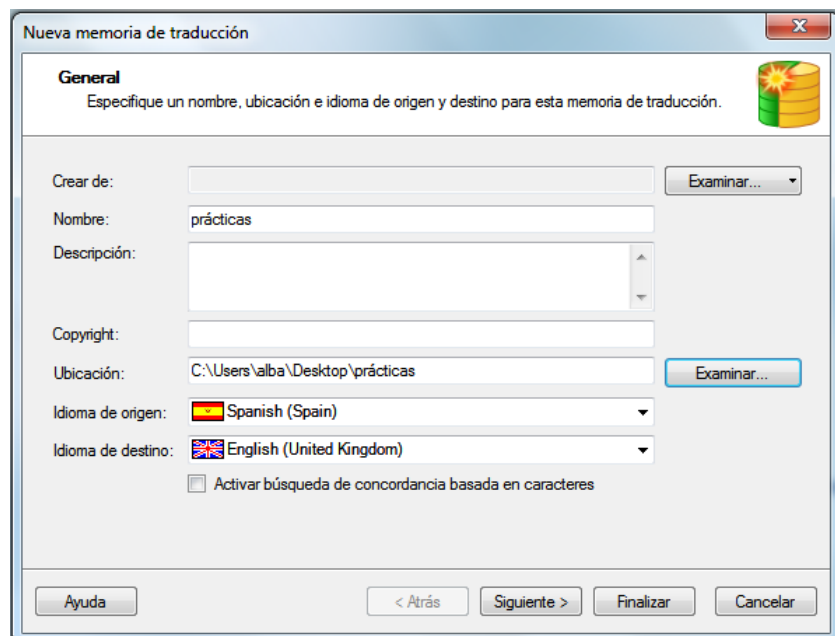 Nueva memoria de traducción
General
Especifique un nombre, ubicación e idioma de origen y destino para esta memoria de traducción.
Crear de:
Examinar...
Nombre: prácticas
Descripción:
Copyright:
Ubicación: C:\Users\alba\Desktop\prácticas Examinar...
Idioma de origen: Spanish (Spain)
Idioma de destino: English (United Kingdom)
Activar búsqueda de concordancia basada en caracteres
Ayuda < Atrás Siguiente > Finalizar Cancelar